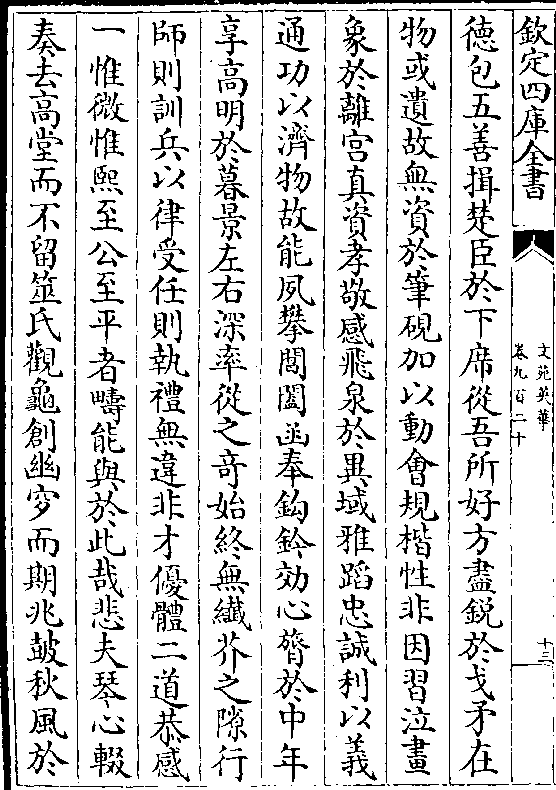 欽定四庫全書
文苑英華
卷九百二十
十三
德包五善揖楚臣於下席從吾所好方盡銳於戈矛在
物或遺故無資於筆硯加以動會規楷性非因習泣畫
象於離宮真資孝敬感飛泉於異域雅蹈忠誠利以義
通功以濟物故能夙攀閶闔亟奉鈎鈐効心膂於中年
享高明於暮景左右深率從之竒始終無纖芥之隙行
師則訓兵以律受任則執禮無違非才優體二道恭感
一惟微惟熙至公至平者疇能與於此哉悲夫琴心輟
奏去高堂而不留筮氏觀龜創幽穸而期兆皷秋風於